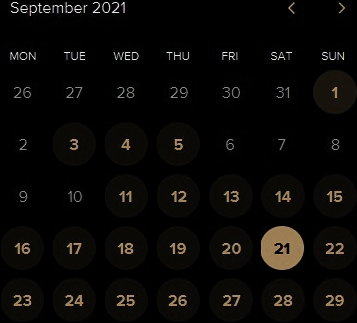 September 2021 < >
MON TUE WED THU FRI SAT SUN
26 27 28 29 30 31 1
2 3 4 5 6 7 8
9 10 11 12 13 14 15
16 17 18 19 20 21 22
23 24 25 26 27 28 29